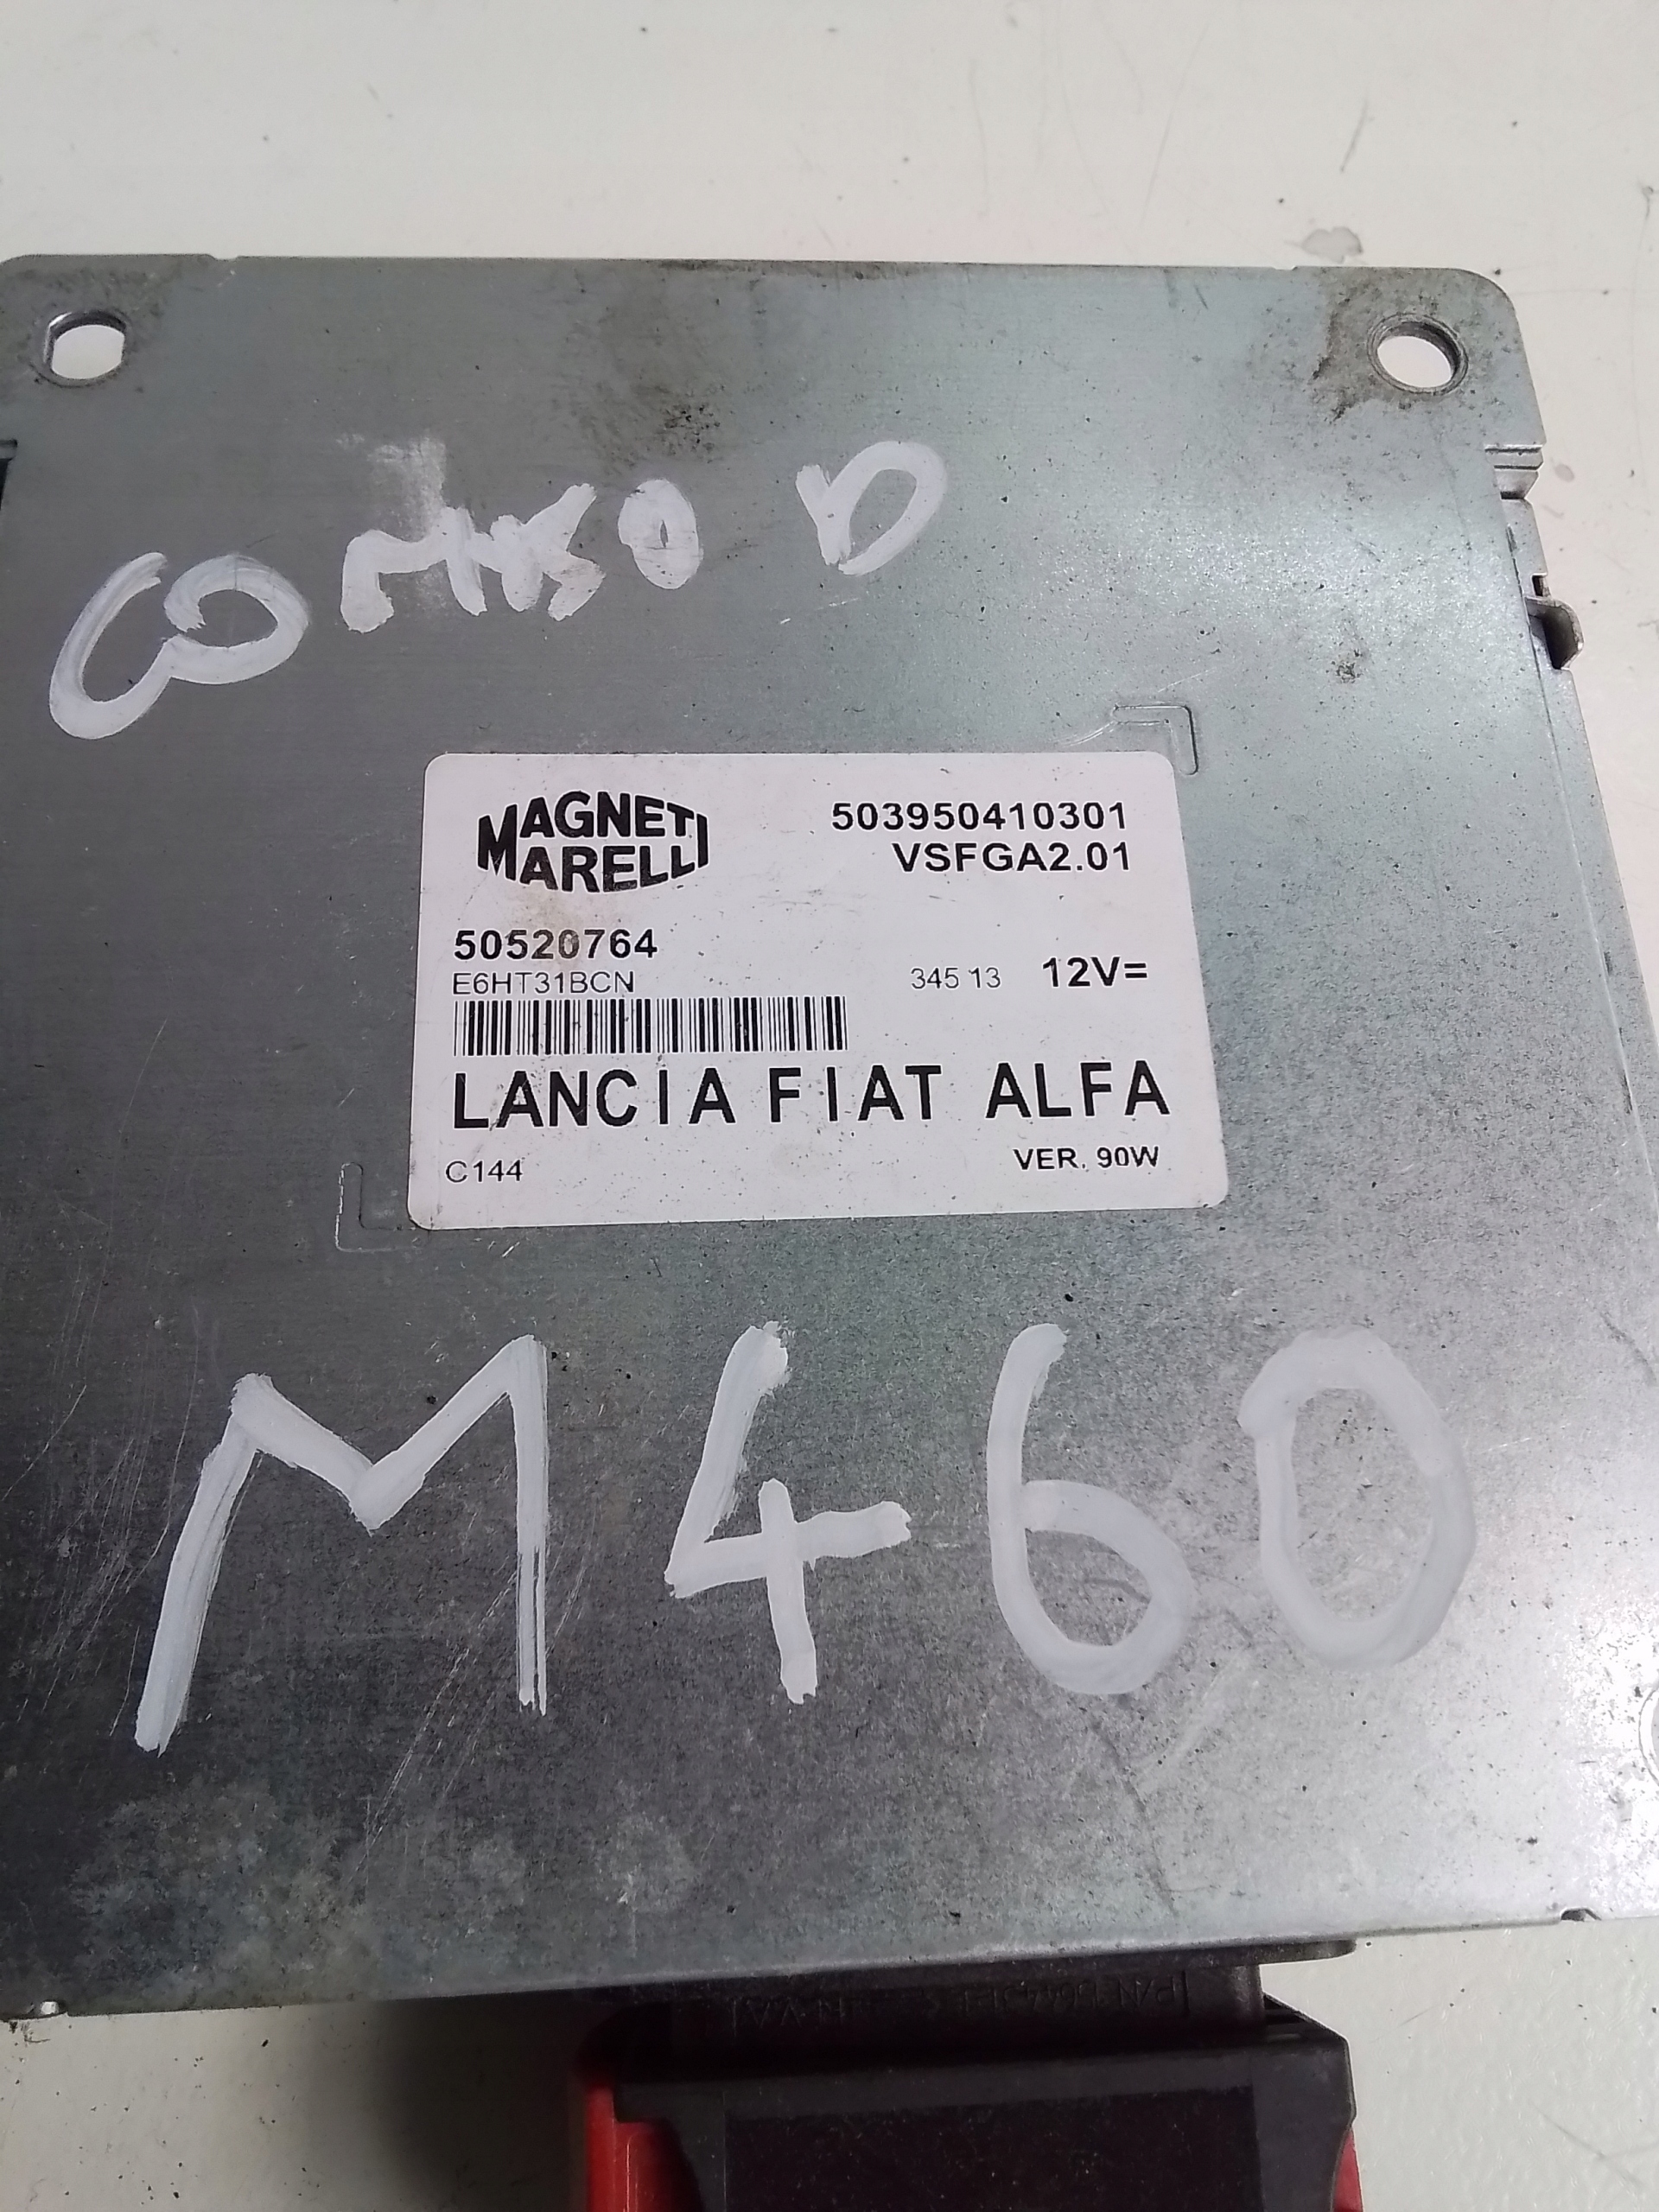 COMBO D
MAGNETI
MARELLI
503950410301
VSFGA2.01
50520764
E6HT31BCN
345 13 12V=
LANCIA FIAT ALFA
C144 VER. 90W
M460